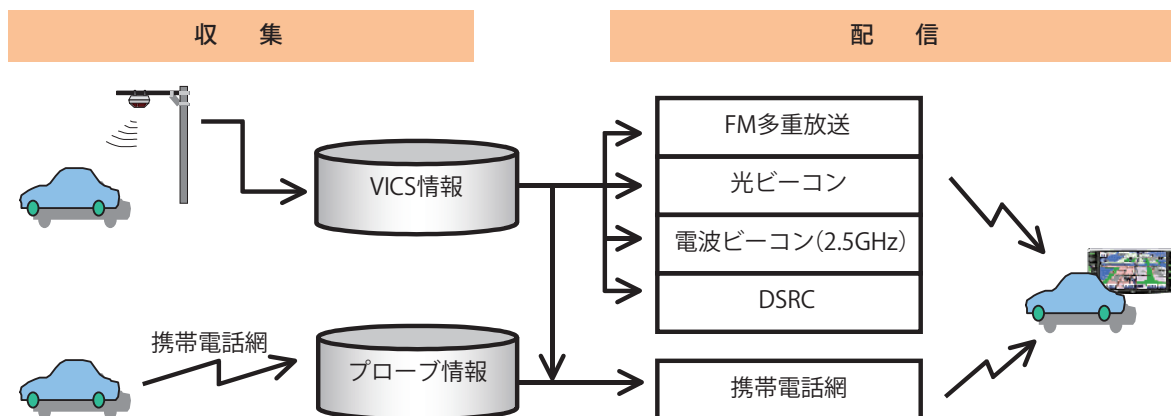 収　集
配　信
FM多重放送
光ビーコン
電波ビーコン(2.5GHz)
DSRC
VICS情報
携帯電話網
プローブ情報
携帯電話網